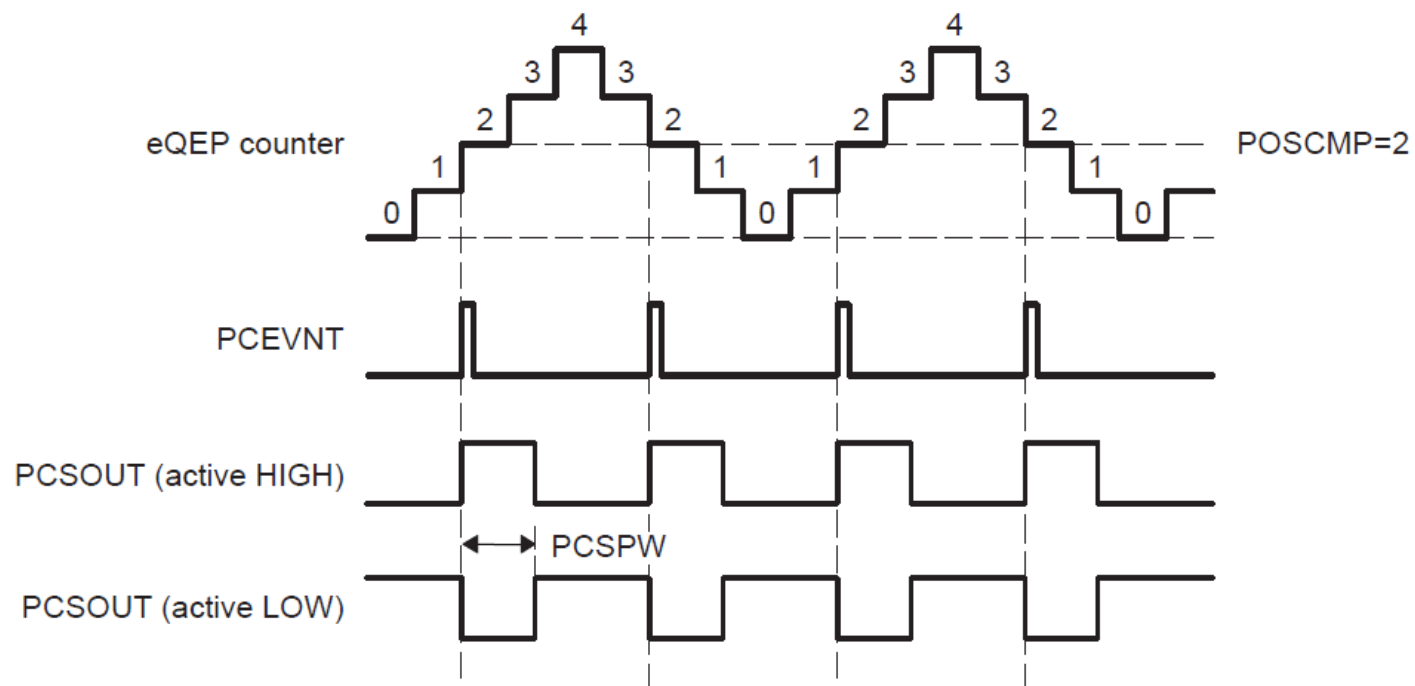 4 4
3 3 3 3
2 2 2 2
eQEP counter POSCMP=2
1 1 1 1
0 0 0
PCEVNT
PCSOUT (active HIGH)
PCSPW
PCSOUT (active LOW)